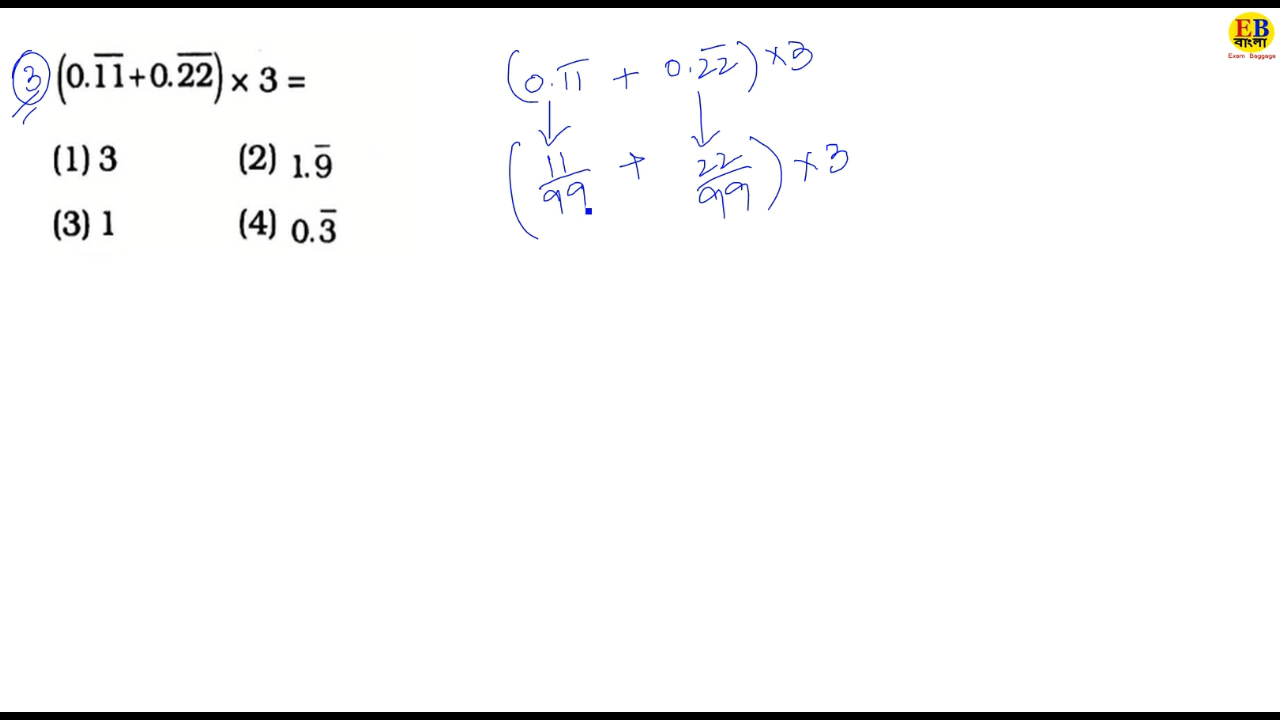 EB
বাংলা
Exam Baggage
③ (0.1̅1̅+0.2̅2̅) × 3 =
(1) 3 (2) 1.9̅
(3) 1 (4) 0.3̅
(0.1̅1̅ + 0.2̅2̅) × 3
(11/99 + 22/99) × 3